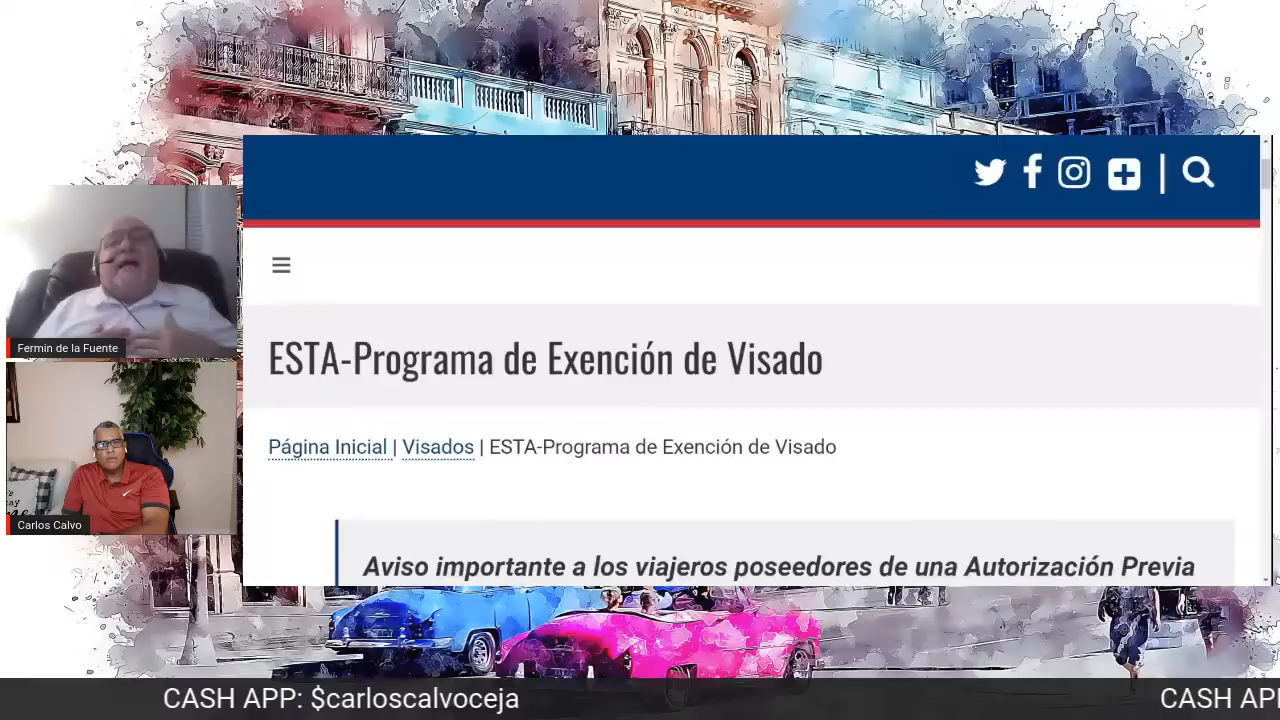 ESTA-Programa de Exención de Visado
Página Inicial | Visados | ESTA-Programa de Exención de Visado
Aviso importante a los viajeros poseedores de una Autorización Previa
Fermin de la Fuente
Carlos Calvo
CASH APP: $carloscalvoceja
CASH AP